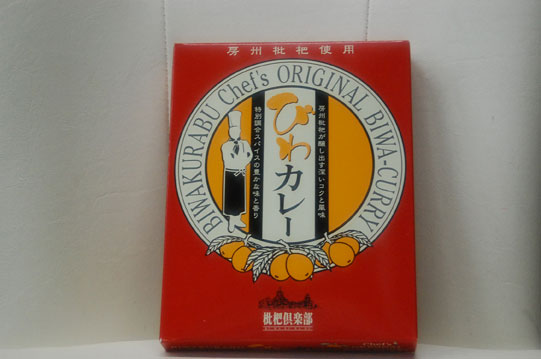 房州枇杷使用
BIWAKURABU Chef's ORIGINAL BIWA-CURRY
びわカレー
房州枇杷が醸し出す深いコクと風味
特別調合スパイスの豊かな味と香り
枇杷倶楽部